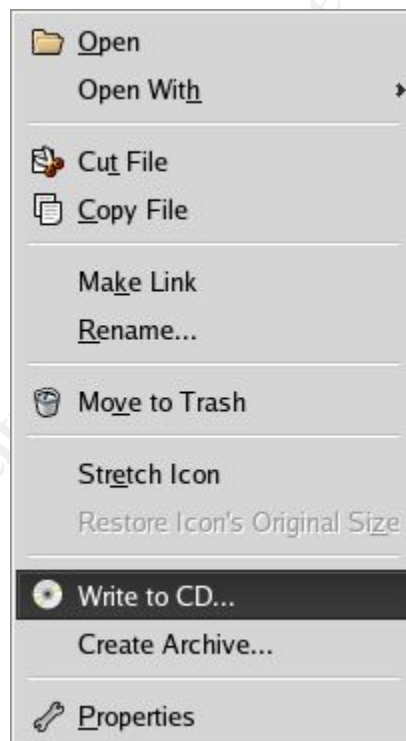 Open
Open With
Cut File
Copy File
Make Link
Rename...
Move to Trash
Stretch Icon
Restore Icon's Original Size
Write to CD...
Create Archive...
Properties